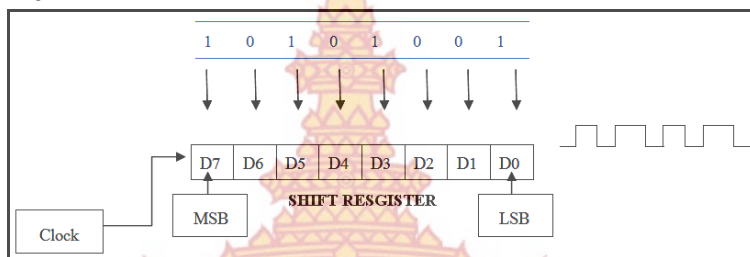 1 0 1 0 1 0 0 1
D7 D6 D5 D4 D3 D2 D1 D0
SHIFT RESGISTER
MSB
LSB
Clock